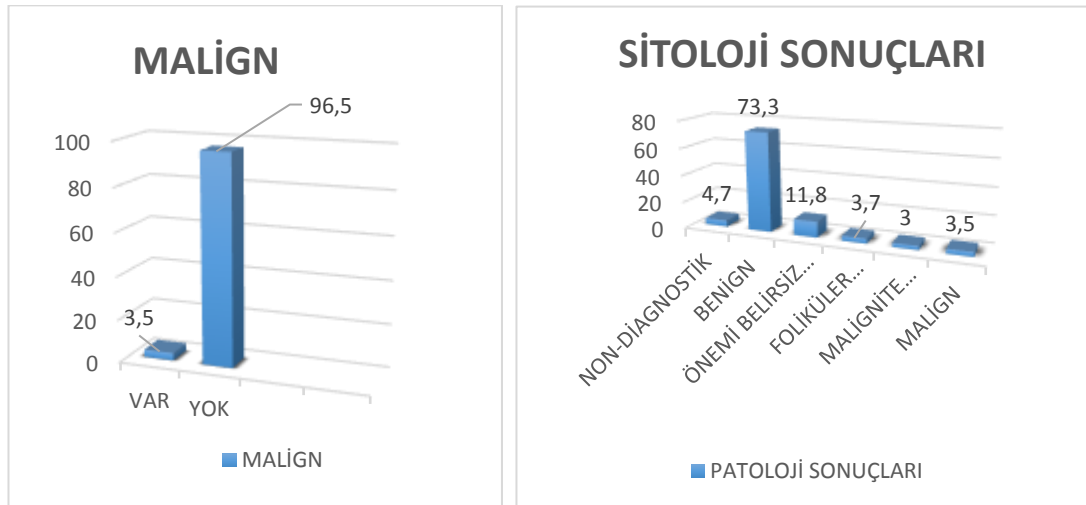 MALİGN
96,5
100
80
60
40
20
0
3,5
VAR YOK
MALİGN
SİTOLOJİ SONUÇLARI
73,3
80
60
40
20
0
4,7
11,8
3,7
3
3,5
NON-DİAGNOSTİK
BENİGN
ÖNEMİ BELİRSİZ...
FOLİKÜLER...
MALİGNİTE...
MALİGN
PATOLOJİ SONUÇLARI